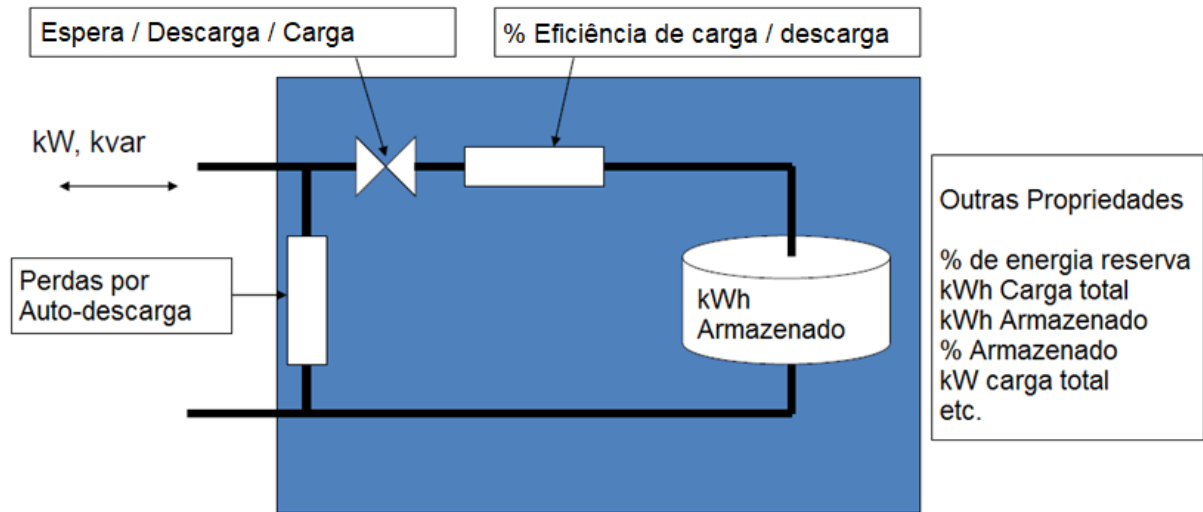 Espera / Descarga / Carga
% Eficiência de carga / descarga
kW, kvar
Perdas por
Auto-descarga
kWh
Armazenado
Outras Propriedades
% de energia reserva
kWh Carga total
kWh Armazenado
% Armazenado
kW carga total
etc.